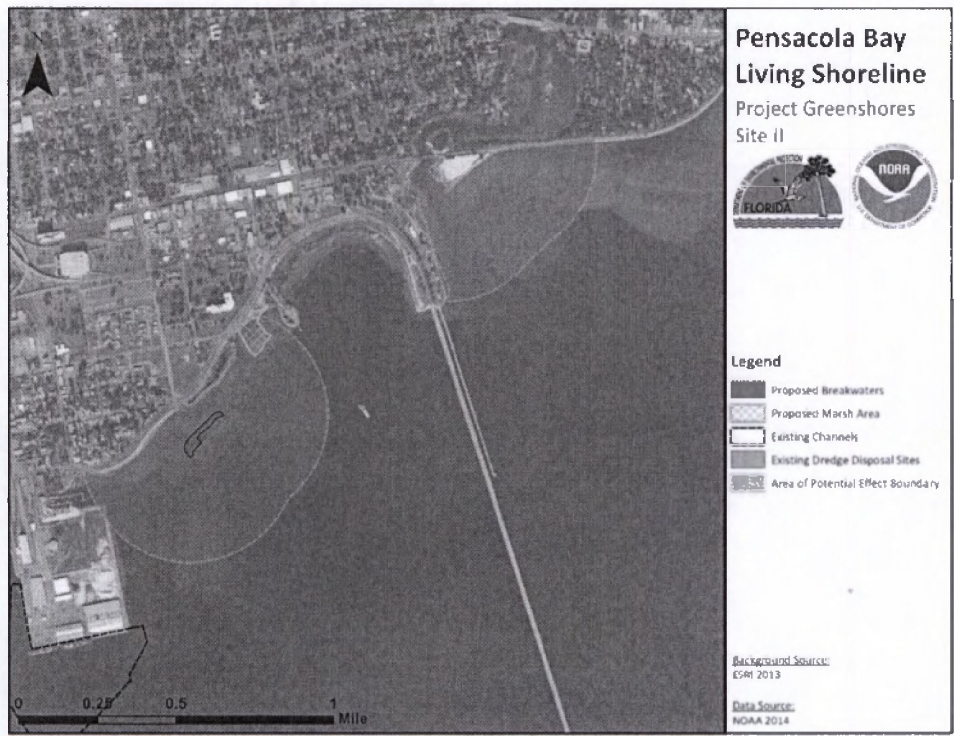 Pensacola Bay
Living Shoreline
Project Greenshores
Site II
FLORIDA
NOAA
Legend
Proposed Breakwaters
Proposed Marsh Area
Existing Channels
Existing Dredge Disposal Sites
Area of Potential Effect Boundary
Background Source:
ESRI 2013
Data Source:
NOAA 2014
0 0.25 0.5 1
Mile